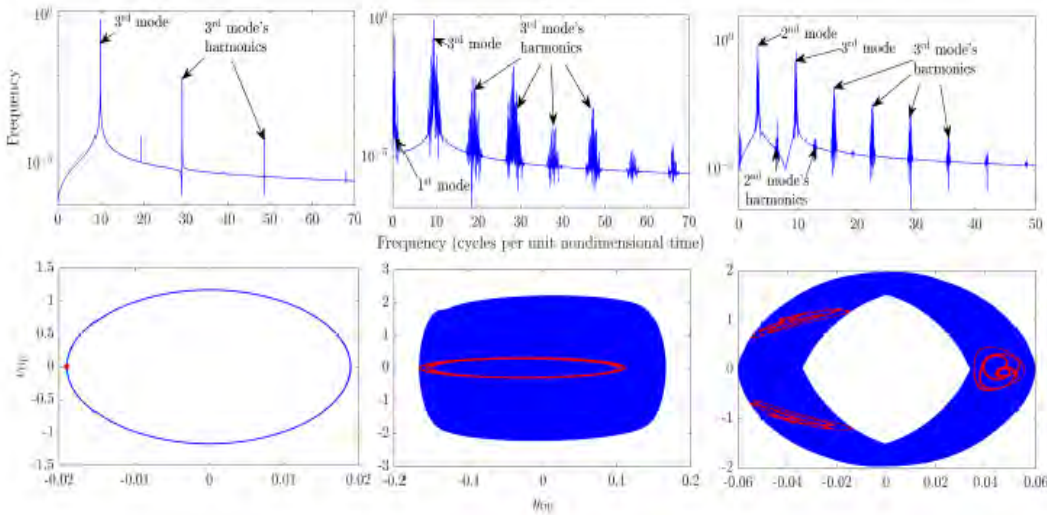 10^0
10^0
10^0
3rd mode
3rd mode's
harmonics
3rd mode
3rd mode's
harmonics
2nd mode
3rd mode
3rd mode's
harmonics
Frequency
10^-5
1st mode
2nd mode's
harmonics
0 10 20 30 40 50 60 70
0 10 20 30 40 50 60 70
0 10 20 30 40 50
Frequency (cycles per unit nondimensional time)
1.5
1
0.5
0
-0.5
-1
-1.5
-0.02 -0.01 0 0.01 0.02
3
2
1
0
-1
-2
-3
-0.2 -0.1 0 0.1 0.2
2
1
0
-1
-2
-0.06 -0.04 -0.02 0 0.02 0.04 0.06